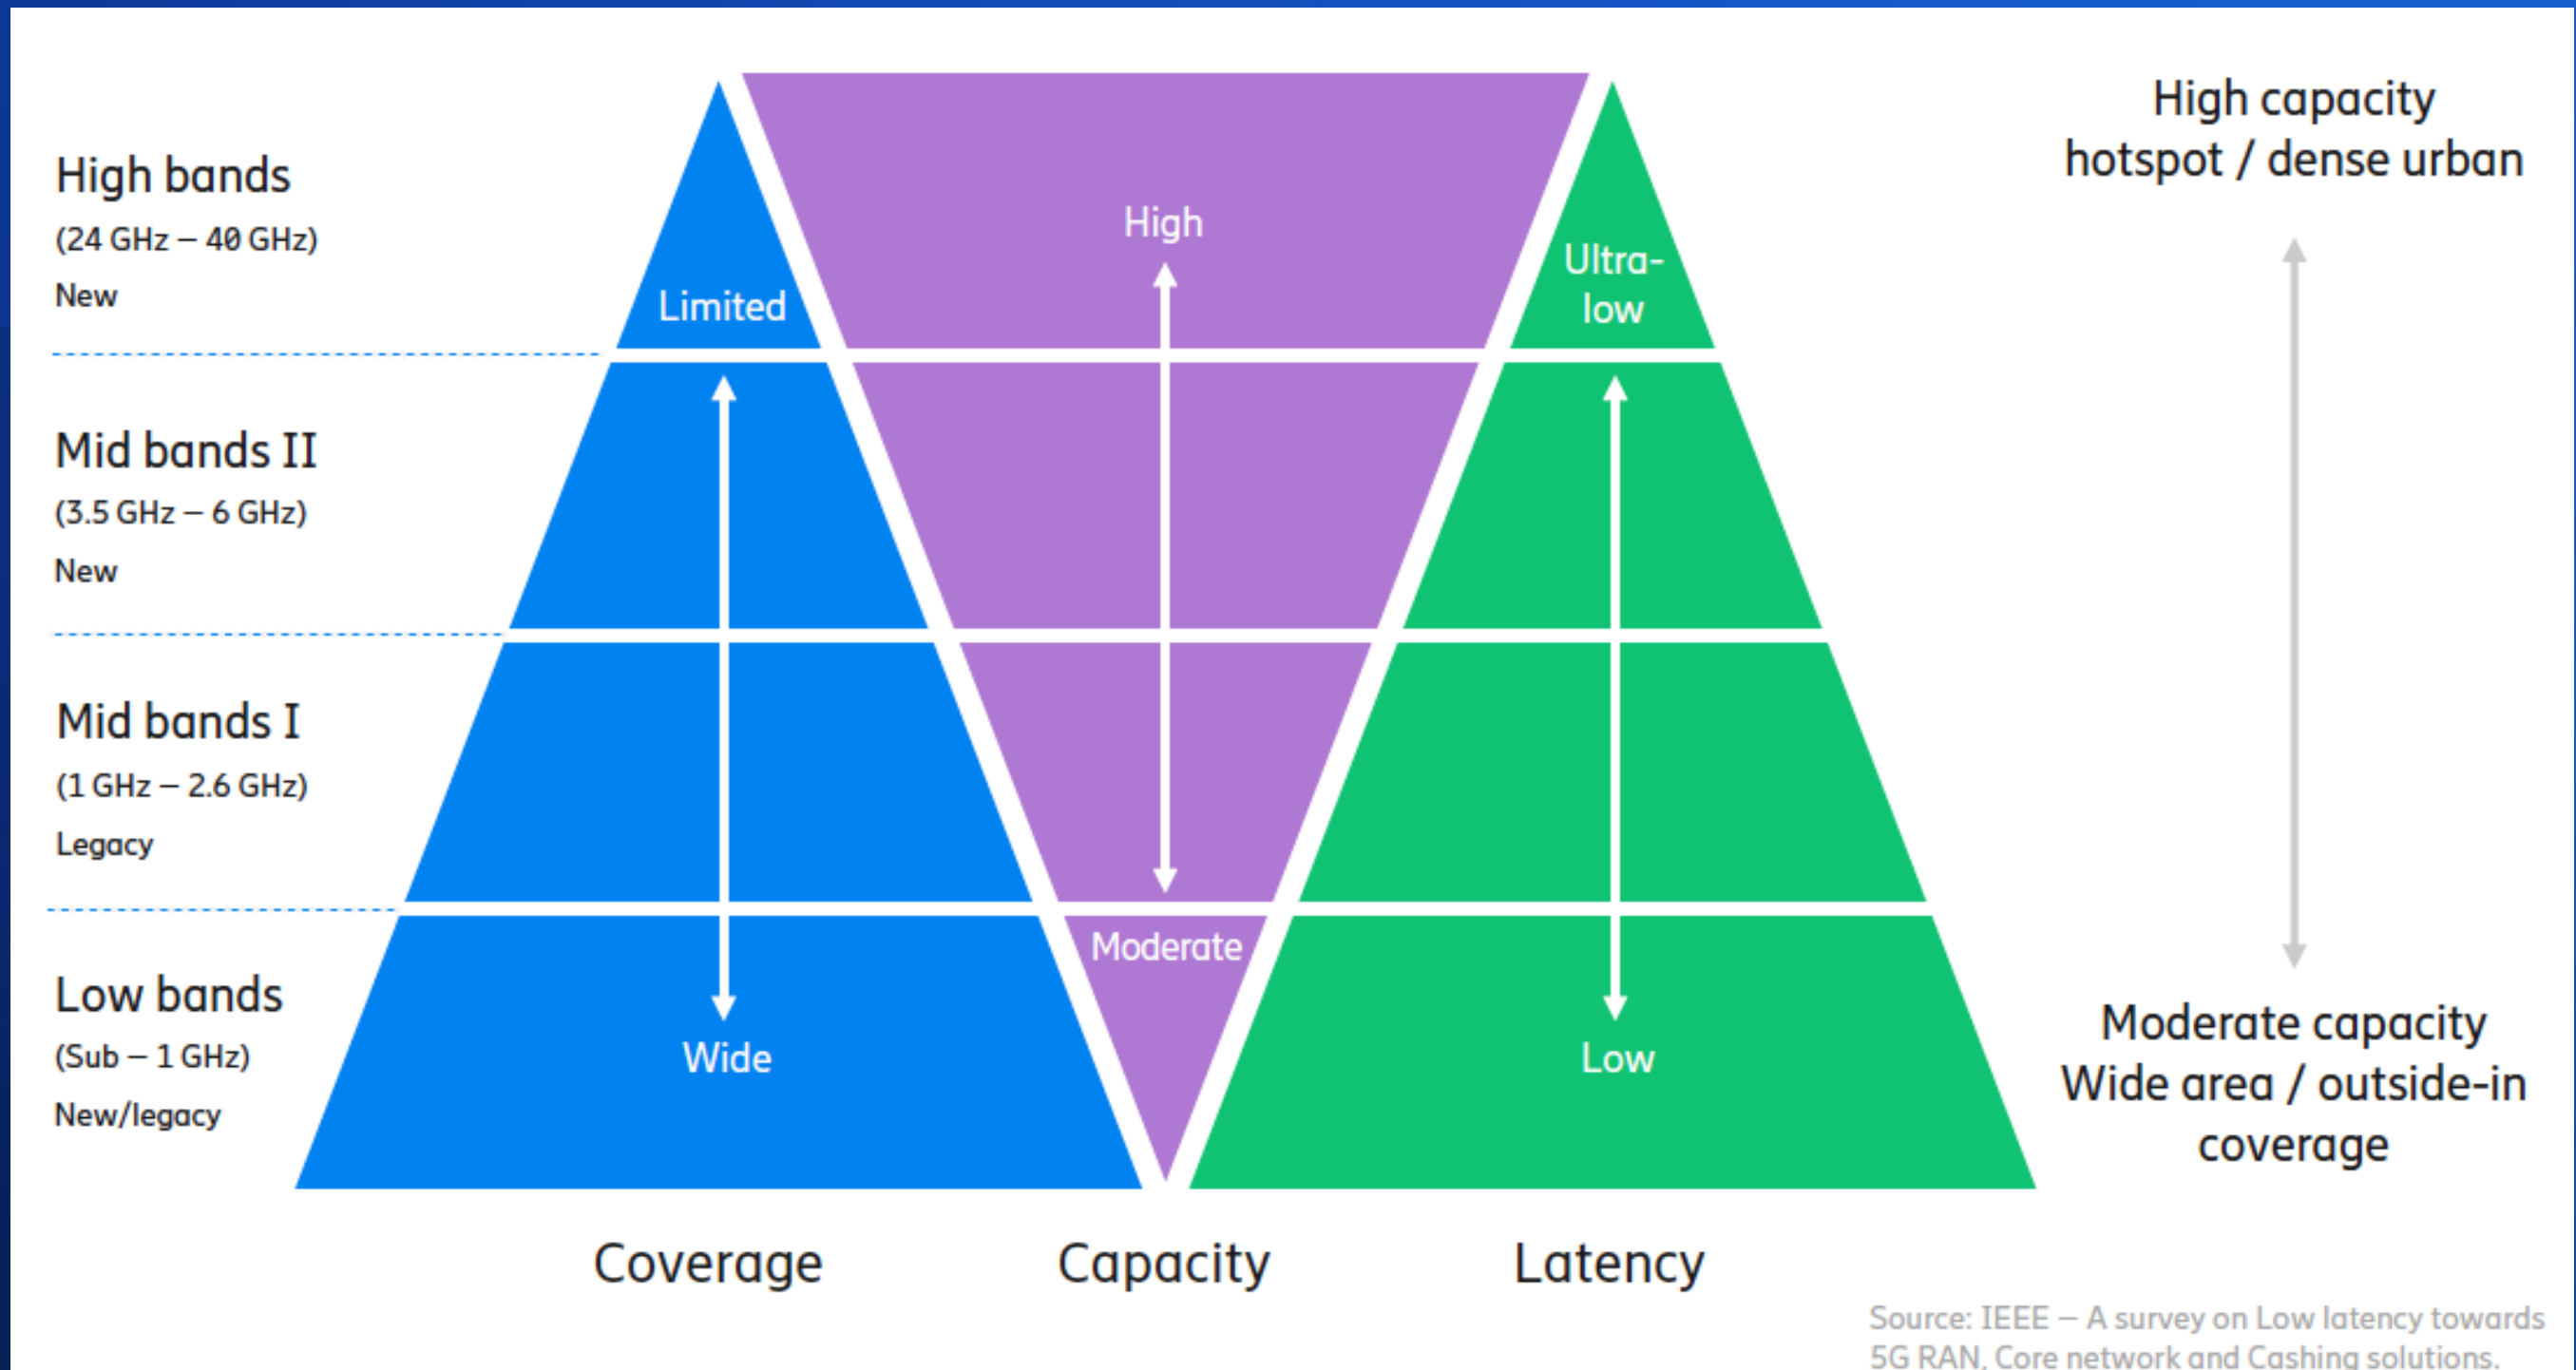 High bands
(24 GHz – 40 GHz)
New
Mid bands II
(3.5 GHz – 6 GHz)
New
Mid bands I
(1 GHz – 2.6 GHz)
Legacy
Low bands
(Sub – 1 GHz)
New/legacy
Limited
Wide
High
Moderate
Ultra-
low
Low
High capacity
hotspot / dense urban
Moderate capacity
Wide area / outside-in
coverage
Coverage
Capacity
Latency
Source: IEEE – A survey on Low latency towards
5G RAN, Core network and Cashing solutions.